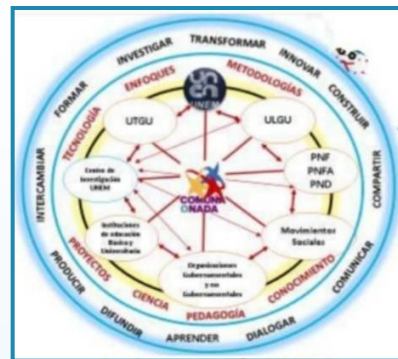 TRANSFORMAR
INVESTIGAR
INNOVAR
FORMAR
CONSTRUIR
INTERCAMBIAR
COMPARTIR
PRODUCIR
COMUNICAR
DIFUNDIR
DIALOGAR
APRENDER
ENFOQUES
METODOLOGÍAS
TECNOLOGÍA
PROYECTOS
CIENCIA
PEDAGOGÍA
CONOCIMIENTO
UNEM
UTGU
ULGU
Centro de
Investigación
UNEM
PNF
PNFA
PND
COMUNA
O NADA
Instituciones
de educación
Básica y
Universitaria
Movimientos
Sociales
Organizaciones
Gubernamentales
y no
Gubernamentales